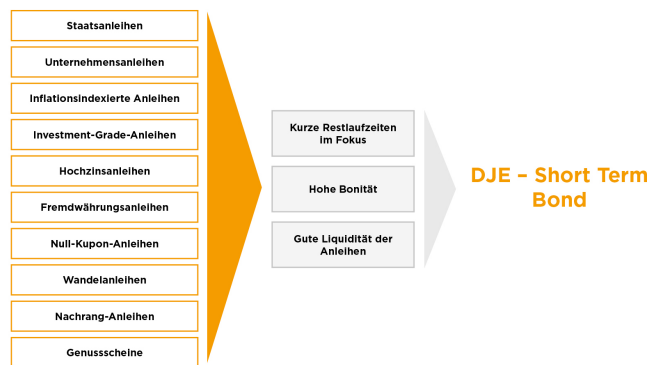 Staatsanleihen
Unternehmensanleihen
Inflationsindexierte Anleihen
Investment-Grade-Anleihen
Hochzinsanleihen
Fremdwährungsanleihen
Null-Kupon-Anleihen
Wandelanleihen
Nachrang-Anleihen
Genussscheine
Kurze Restlaufzeiten
im Fokus
Hohe Bonität
Gute Liquidität der
Anleihen
DJE – Short Term
Bond